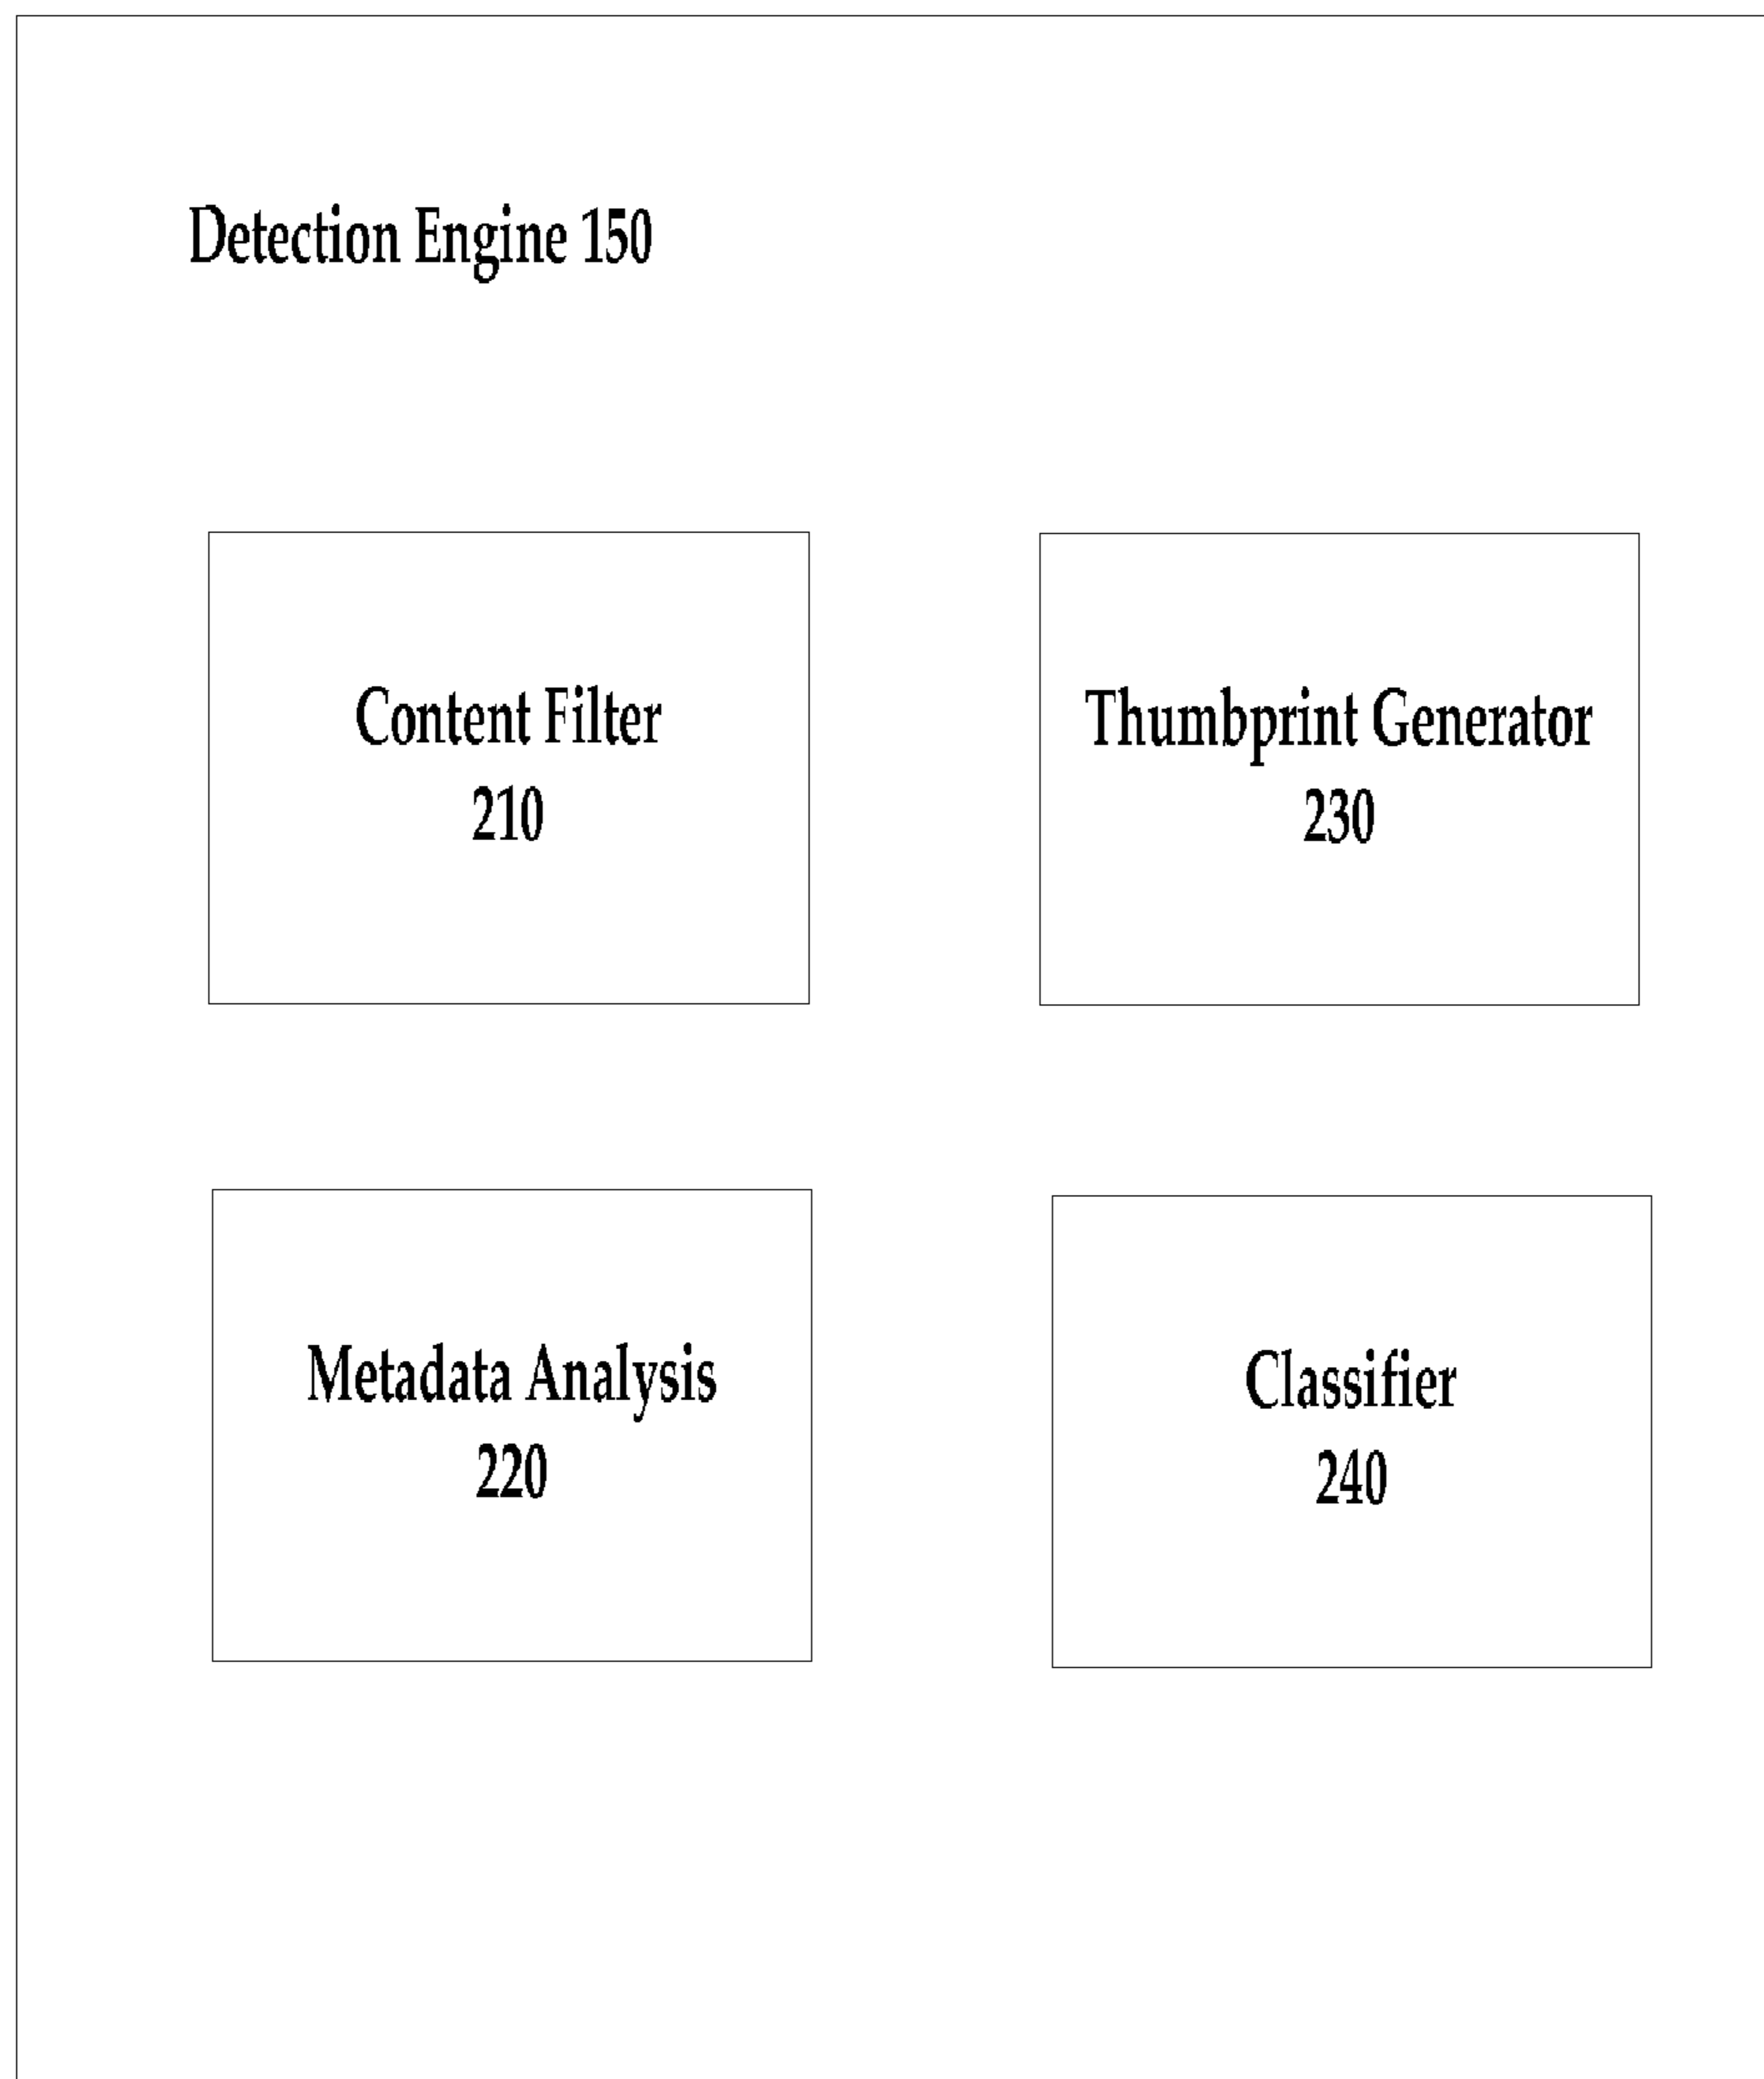 Detection Engine 150
Content Filter
210
Thumbprint Generator
230
Metadata Analysis
220
Classifier
240